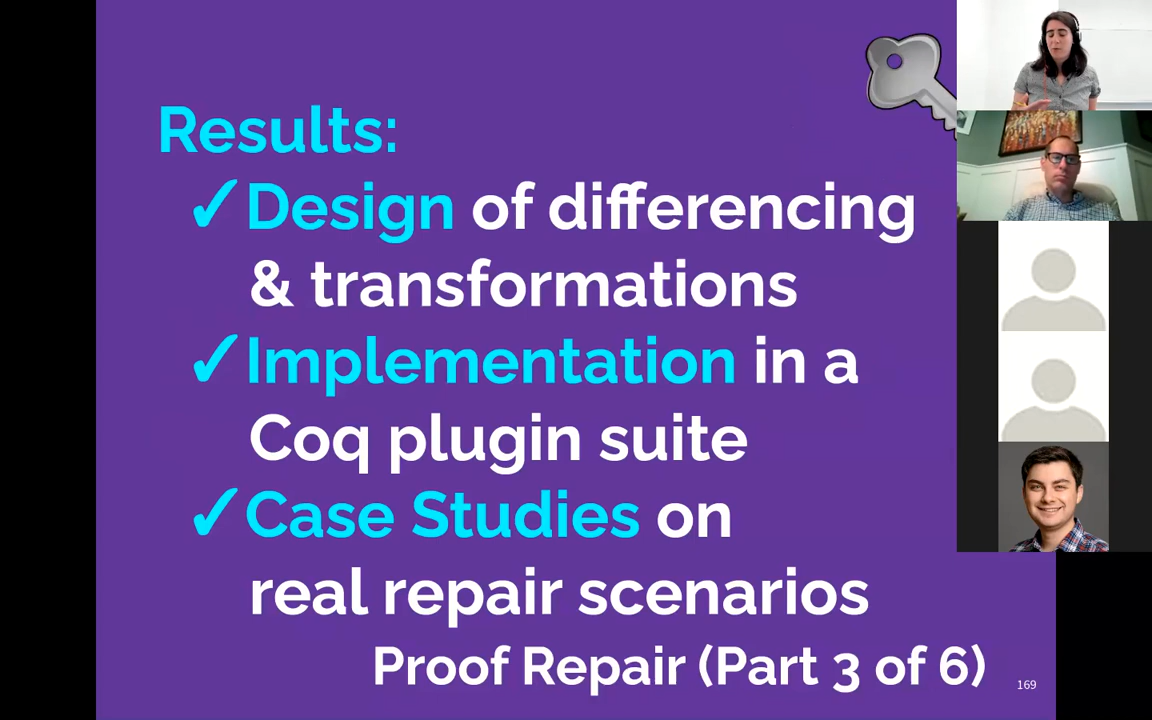 Results:
✓Design of differencing
& transformations
✓Implementation in a
Coq plugin suite
✓Case Studies on
real repair scenarios
Proof Repair (Part 3 of 6)
169